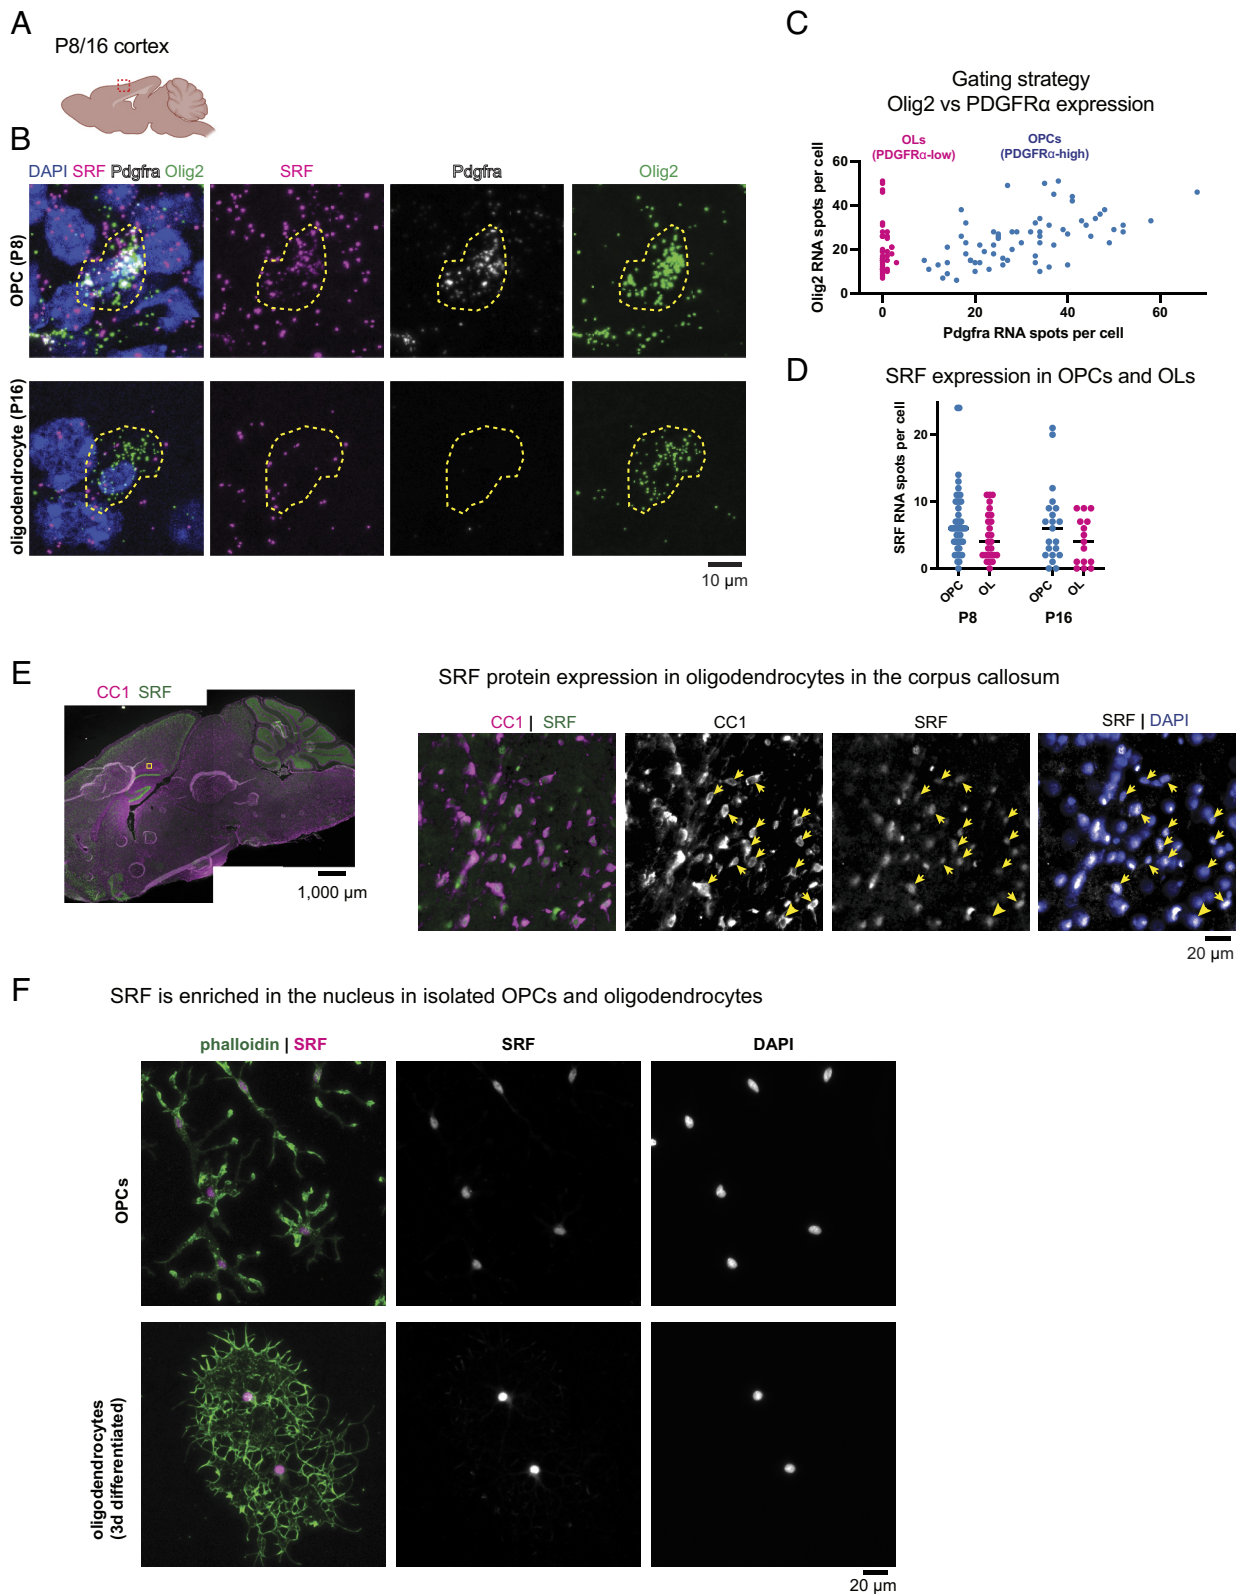 A
P8/16 cortex
B
DAPI SRF Pdgfra Olig2
SRF
Pdgfra
Olig2
OPC (P8)
oligodendrocyte (P16)
10 µm
C
Gating strategy
Olig2 vs PDGFRα expression
OLs
(PDGFRα-low)
OPCs
(PDGFRα-high)
Olig2 RNA spots per cell
60
40
20
0
0
20
40
60
Pdgfra RNA spots per cell
D
SRF expression in OPCs and OLs
SRF RNA spots per cell
20
10
0
OPC
OL
OPC
OL
P8
P16
E
CC1 SRF
1,000 µm
SRF protein expression in oligodendrocytes in the corpus callosum
CC1 | SRF
CC1
SRF
SRF | DAPI
20 µm
F
SRF is enriched in the nucleus in isolated OPCs and oligodendrocytes
phalloidin | SRF
SRF
DAPI
OPCs
oligodendrocytes
(3d differentiated)
20 µm